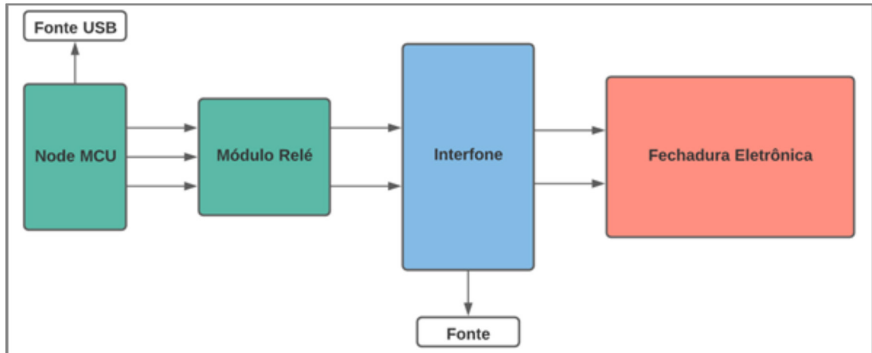 Fonte USB
Node MCU
Módulo Relé
Interfone
Fechadura Eletrônica
Fonte